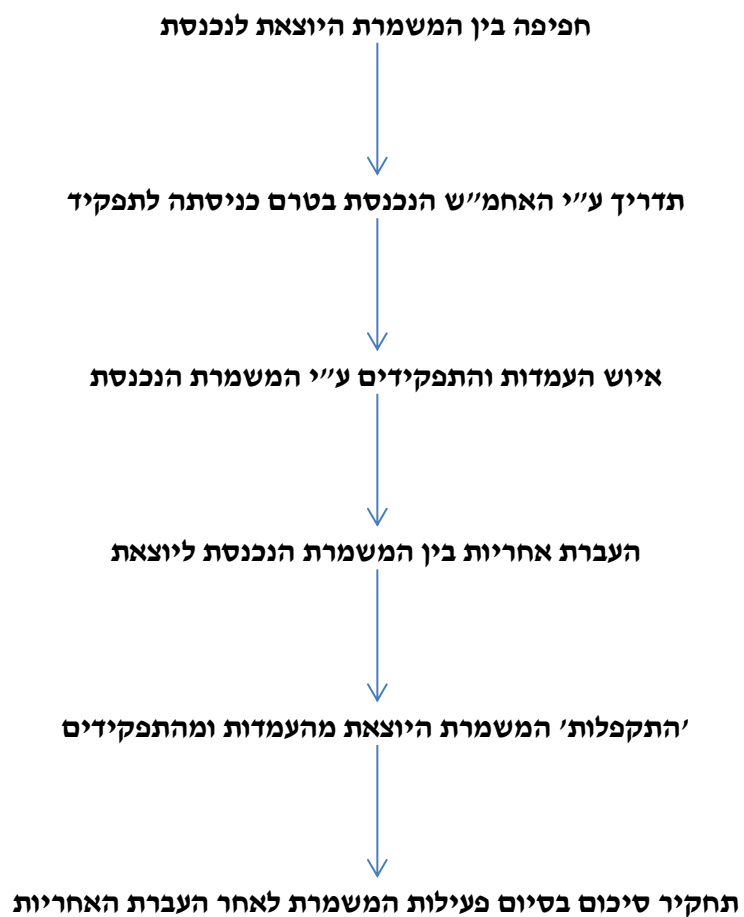 חפיפה בין המשמרת היוצאת לנכנסת
תדריך ע״י האחמ״ש הנכנסת בטרם כניסתה לתפקיד
איוש העמדות והתפקידים ע״י המשמרת הנכנסת
העברת אחריות בין המשמרת הנכנסת ליוצאת
׳התקפלות׳ המשמרת היוצאת מהעמדות ומהתפקידים
תחקיר סיכום בסיום פעילות המשמרת לאחר העברת האחריות